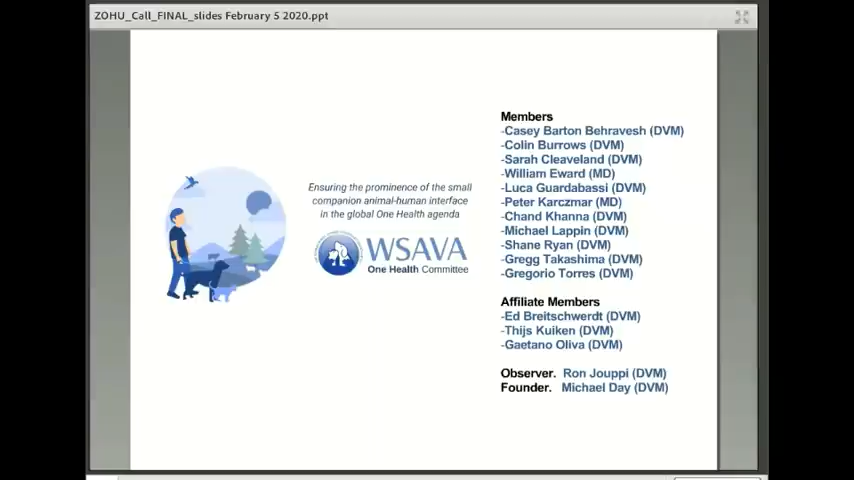 ZOHU_Call_FINAL_slides February 5 2020.ppt
Ensuring the prominence of the small
companion animal-human interface
in the global One Health agenda
WSAVA
One Health Committee
Members
-Casey Barton Behravesh (DVM)
-Colin Burrows (DVM)
-Sarah Cleaveland (DVM)
-William Eward (MD)
-Luca Guardabassi (DVM)
-Peter Karczmar (MD)
-Chand Khanna (DVM)
-Michael Lappin (DVM)
-Shane Ryan (DVM)
-Gregg Takashima (DVM)
-Gregorio Torres (DVM)
Affiliate Members
-Ed Breitschwerdt (DVM)
-Thijs Kuiken (DVM)
-Gaetano Oliva (DVM)
Observer. Ron Jouppi (DVM)
Founder. Michael Day (DVM)